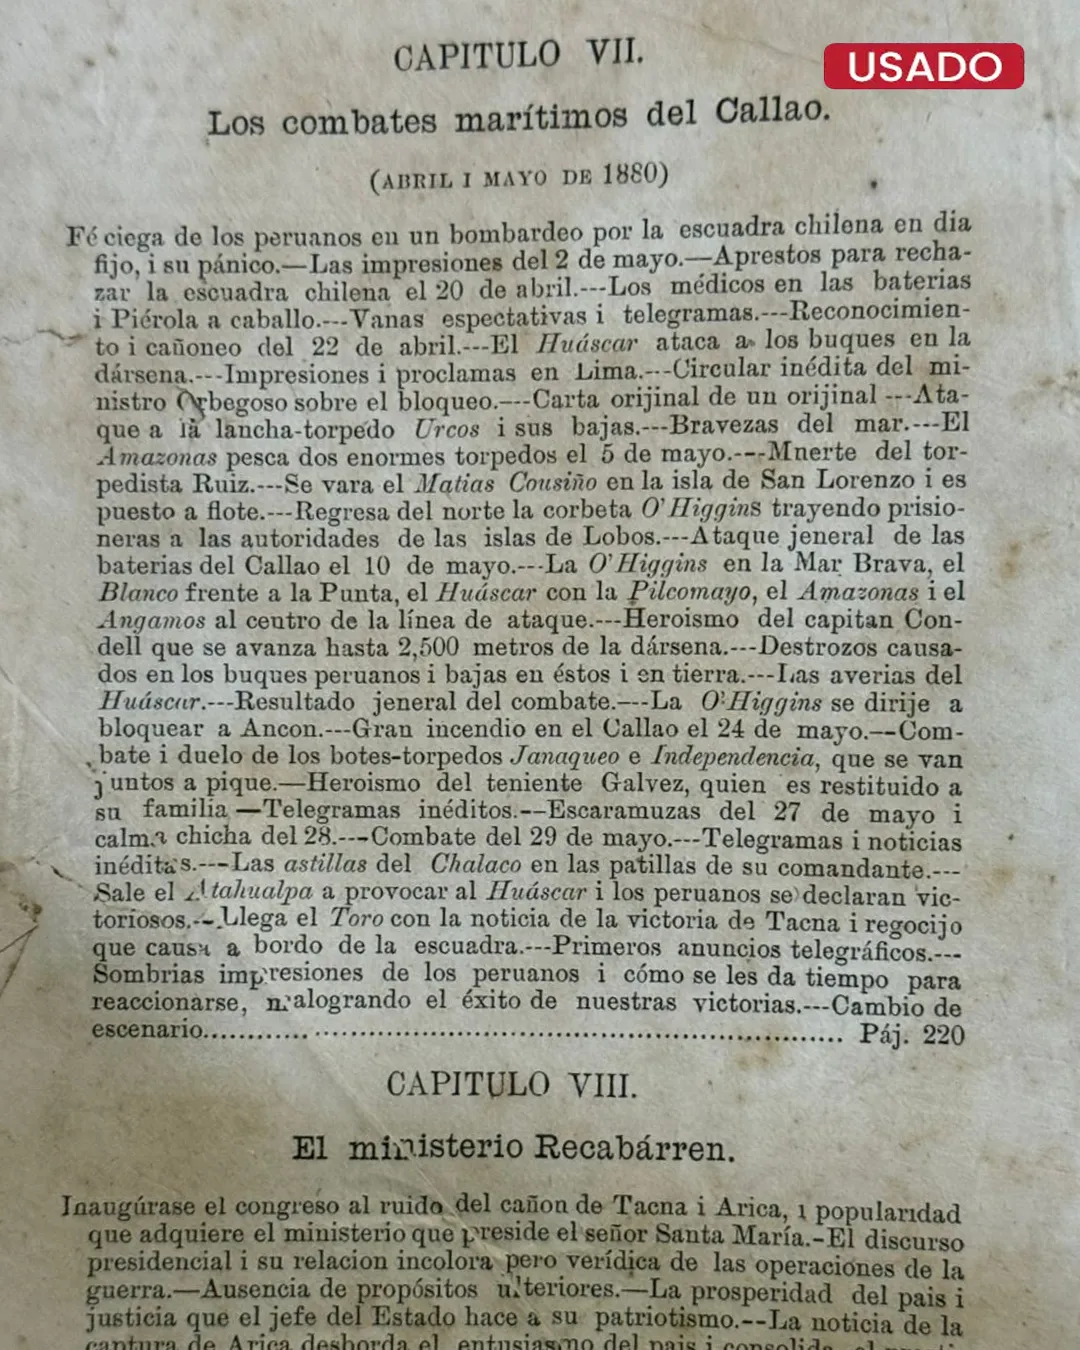 CAPITULO VII.
USADO
Los combates marítimos del Callao.
(ABRIL I MAYO DE 1880)
Fé ciega de los peruanos en un bombardeo por la escuadra chilena en dia
fijo, i su pánico.—Las impresiones del 2 de mayo.—Aprestos para recha-
zar la escuadra chilena el 20 de abril.---Los médicos en las baterias
i Piérola a caballo.---Vanas espectativas i telegramas.---Reconocimien-
to i cañoneo del 22 de abril.---El Huáscar ataca a los buques en la
dársena.---Impresiones i proclamas en Lima.---Circular inédita del mi-
nistro Orbegoso sobre el bloqueo.---Carta orijinal de un orijinal ---Ata-
que a la lancha-torpedo Urcos i sus bajas.---Bravezas del mar.---El
Amazonas pesca dos enormes torpedos el 5 de mayo.---Mnerte del tor-
pedista Ruiz.---Se vara el Matias Cousiño en la isla de San Lorenzo i es
puesto a flote.---Regresa del norte la corbeta O'Higgins trayendo prisio-
neras a las autoridades de las islas de Lobos.---Ataque jeneral de las
baterias del Callao el 10 de mayo.---La O'Higgins en la Mar Brava, el
Blanco frente a la Punta, el Huáscar con la Pilcomayo, el Amazonas i el
Angamos al centro de la línea de ataque.---Heroismo del capitan Con-
dell que se avanza hasta 2,500 metros de la dársena.---Destrozos causa-
dos en los buques peruanos i bajas en éstos i en tierra.---Las averias del
Huáscar.---Resultado jeneral del combate.---La O'Higgins se dirije a
bloquear a Ancon.---Gran incendio en el Callao el 24 de mayo.--Com-
bate i duelo de los botes-torpedos Janaqueo e Independencia, que se van
juntos a pique.—Heroismo del teniente Galvez, quien es restituido a
su familia —Telegramas inéditos.--Escaramuzas del 27 de mayo i
calma chicha del 28.---Combate del 29 de mayo.---Telegramas i noticias
inéditas.---Las astillas del Chalaco en las patillas de su comandante.---
Sale el Atahualpa a provocar al Huáscar i los peruanos se declaran vic-
toriosos.--Llega el Toro con la noticia de la victoria de Tacna i regocijo
que causa a bordo de la escuadra.---Primeros anuncios telegráficos.---
Sombrias impresiones de los peruanos i cómo se les da tiempo para
reaccionarse, malogrando el éxito de nuestras victorias.---Cambio de
escenario.................................................................. Páj. 220
CAPITULO VIII.
El ministerio Recabárren.
Inaugúrase el congreso al ruido del cañon de Tacna i Arica, i popularidad
que adquiere el ministerio que preside el señor Santa María.-El discurso
presidencial i su relacion incolora pero verídica de las operaciones de la
guerra.—Ausencia de propósitos ulteriores.—La prosperidad del pais i
justicia que el jefe del Estado hace a su patriotismo.--La noticia de la
captura de Arica desborda el entusiasmo del pais i consolida